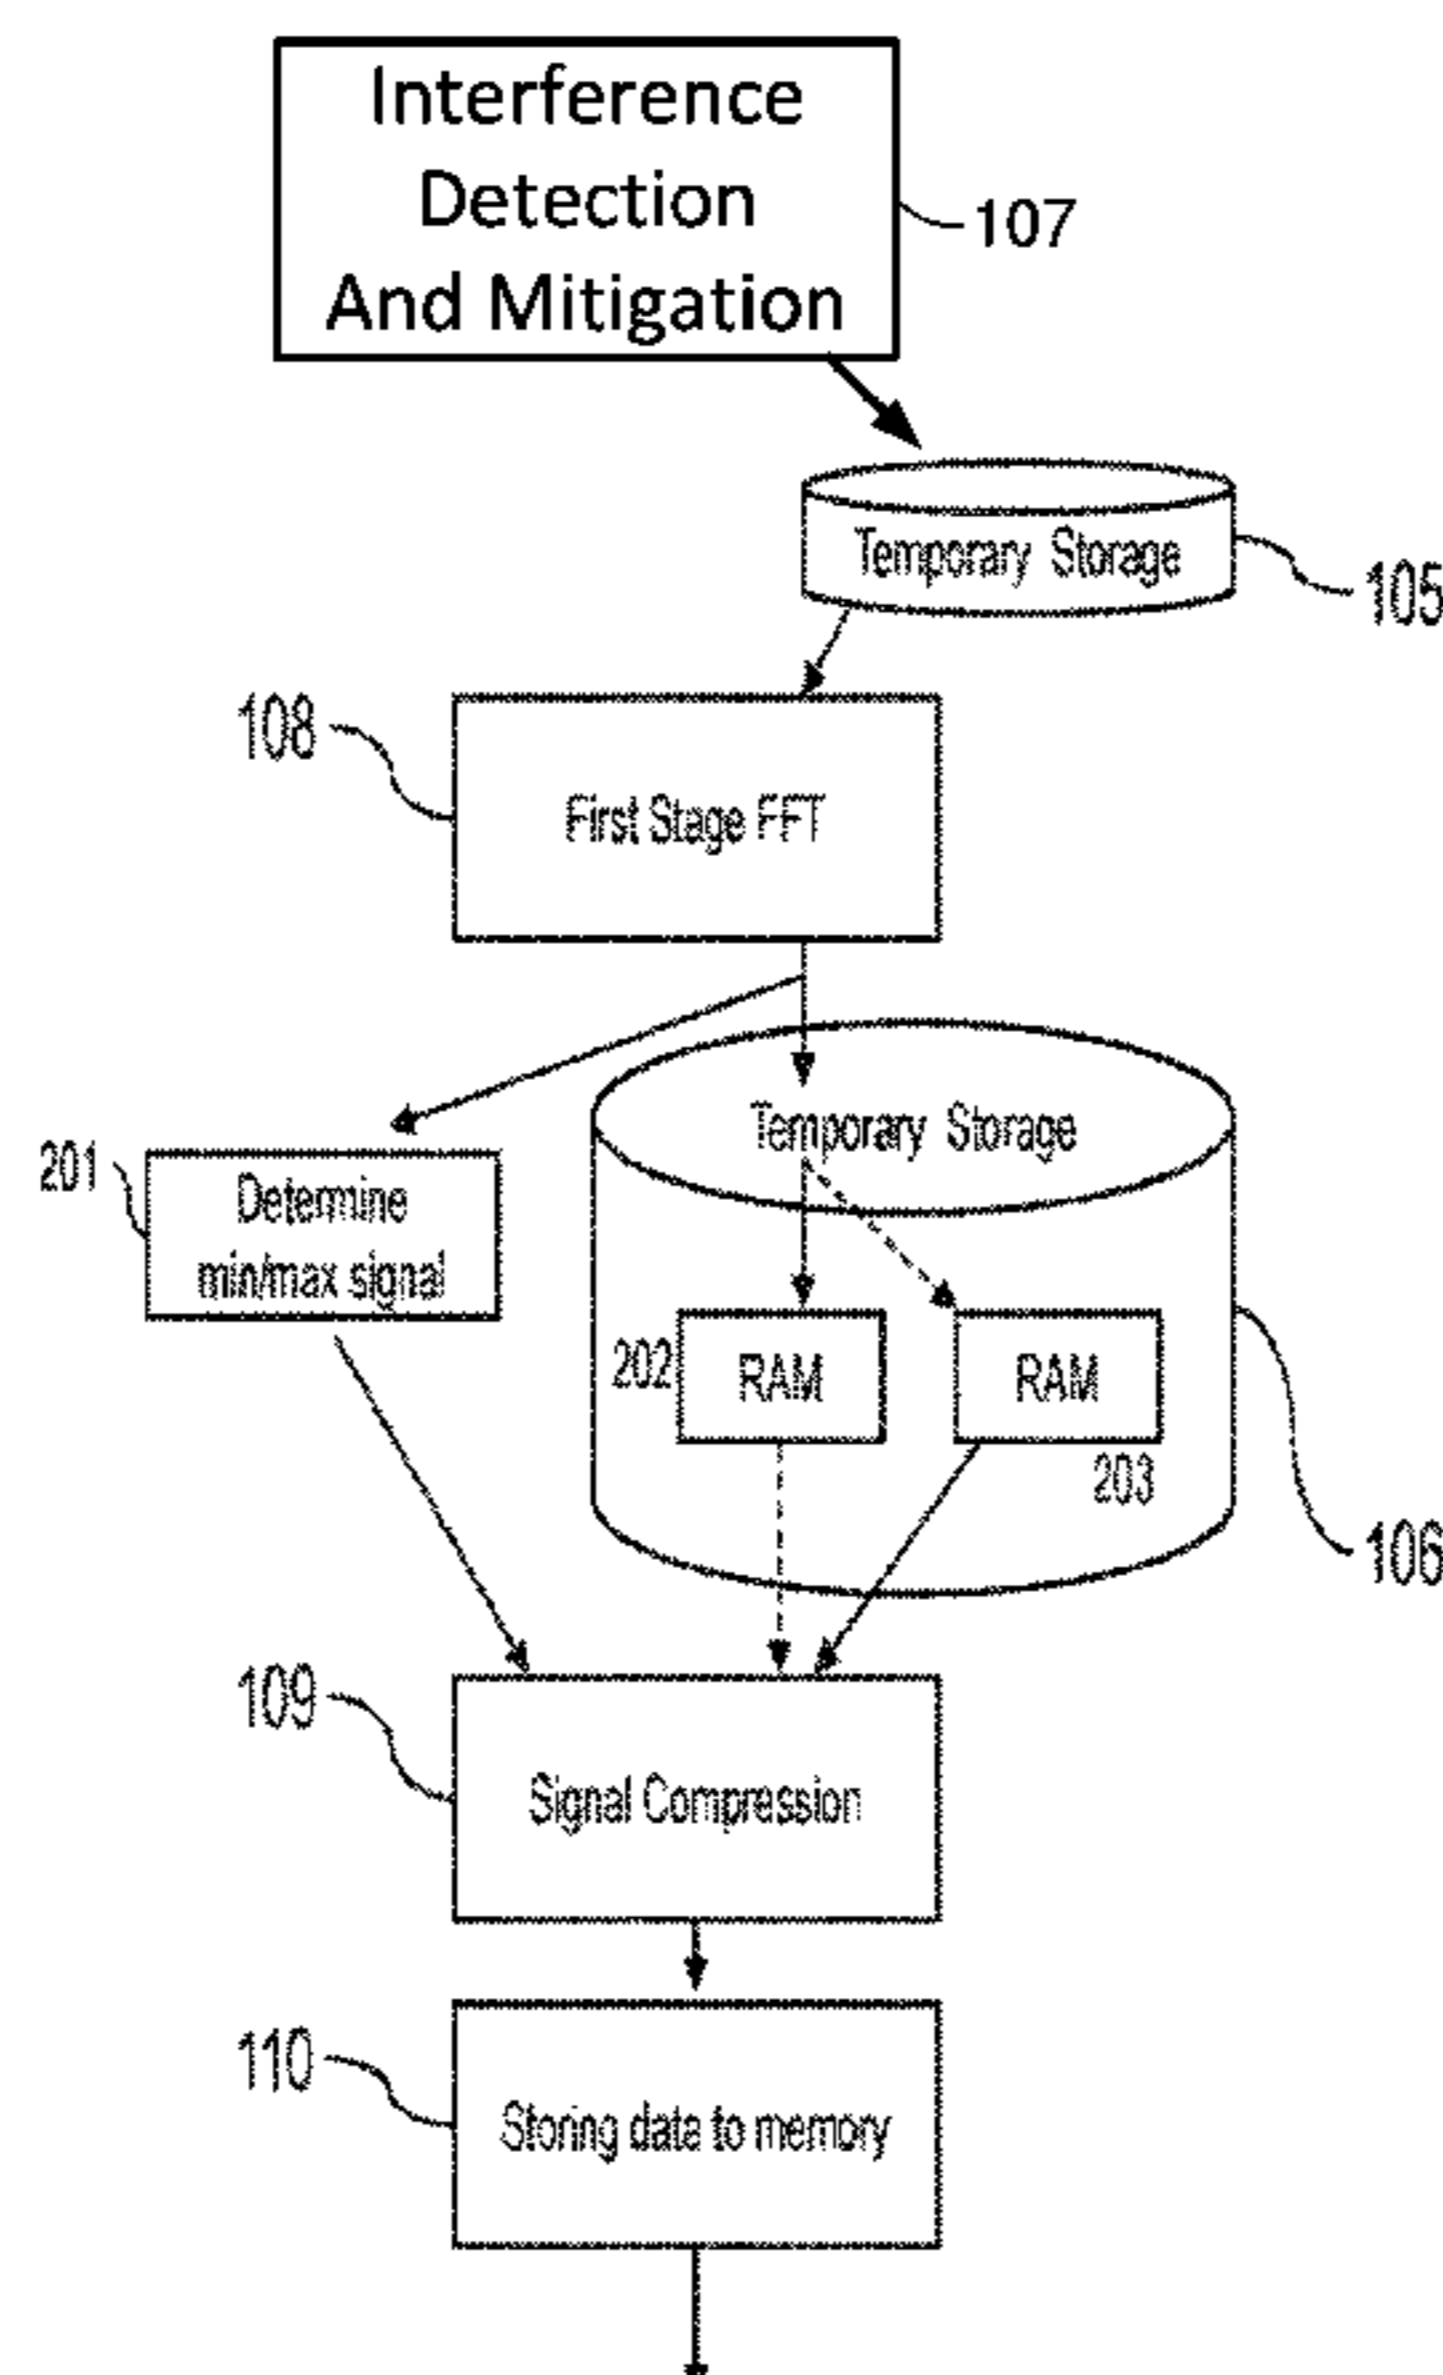 Interference
Detection
And Mitigation
107
Temporary Storage
105
108
First Stage FFT
Temporary Storage
201
Determine
min/max signal
202
RAM
RAM
203
106
109
Signal Compression
110
Storing data to memory